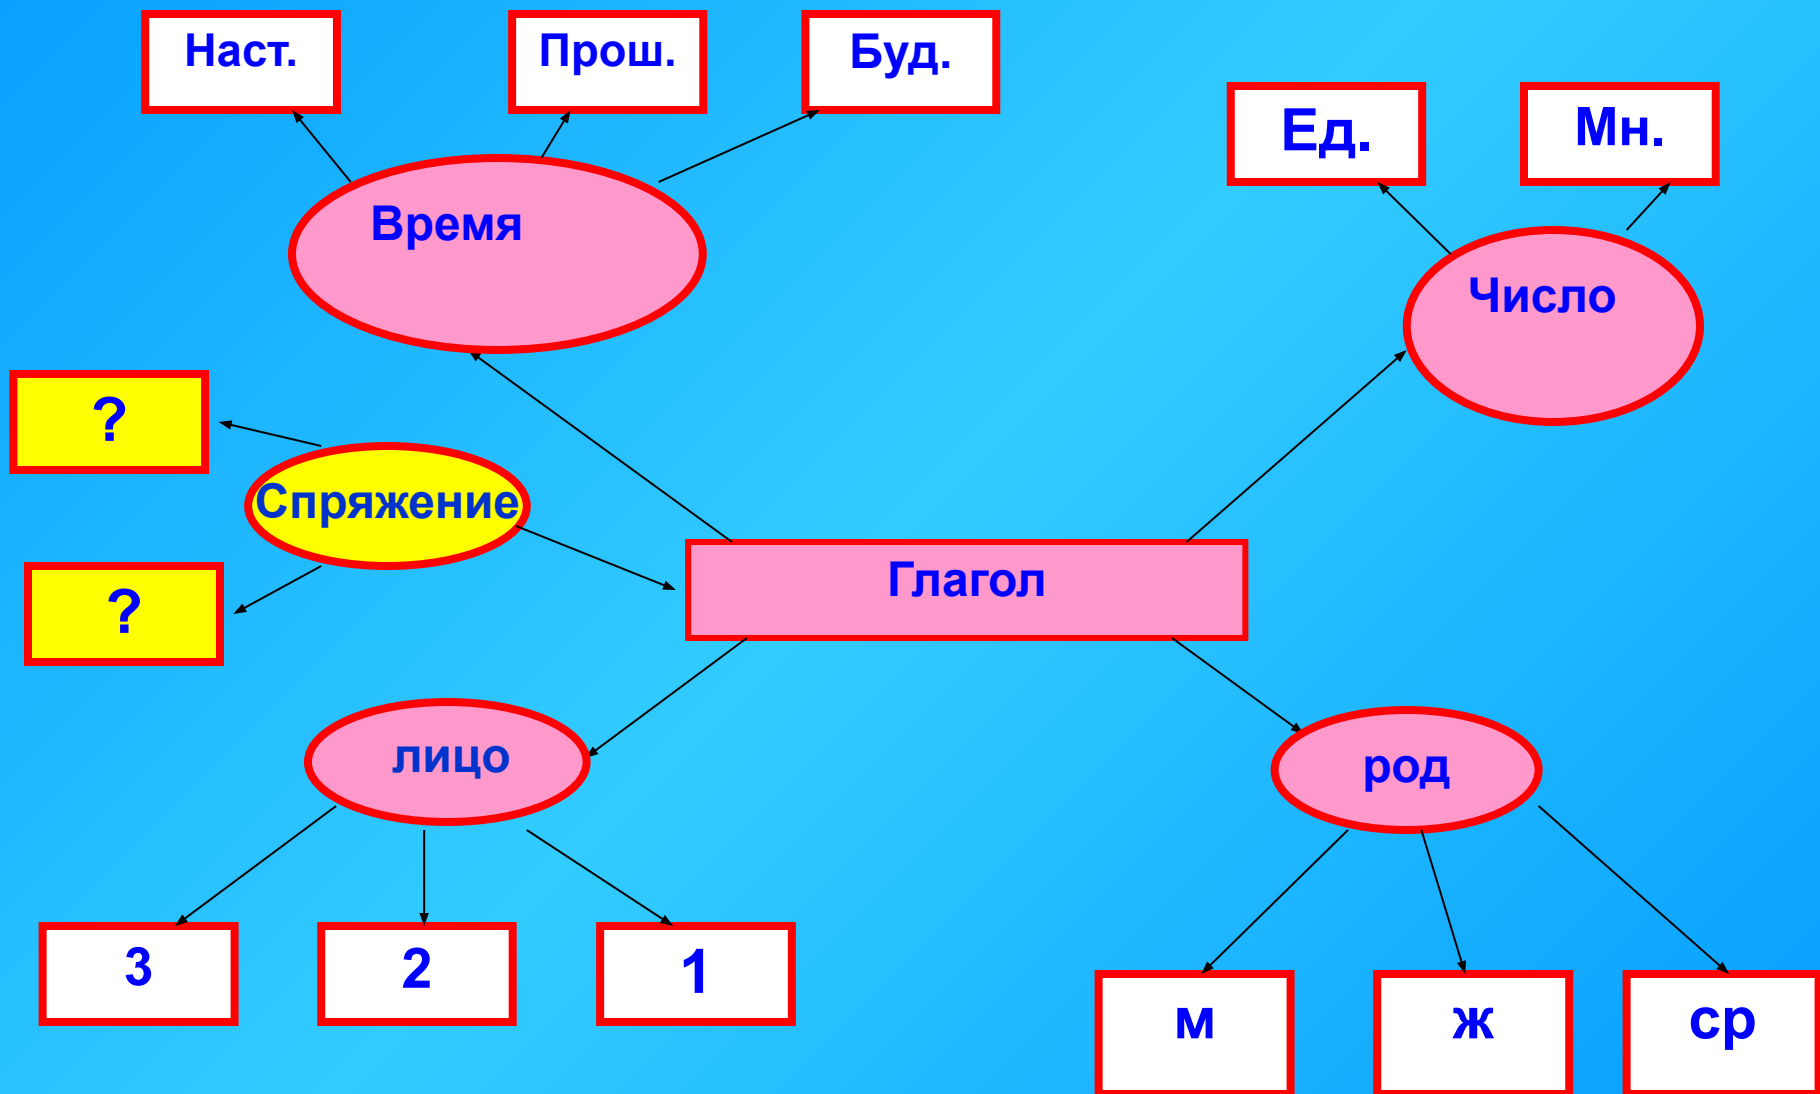 Наст.
Прош.
Буд.
Ед.
Мн.
Время
Число
?
Спряжение
?
Глагол
лицо
род
3
2
1
м
ж
ср